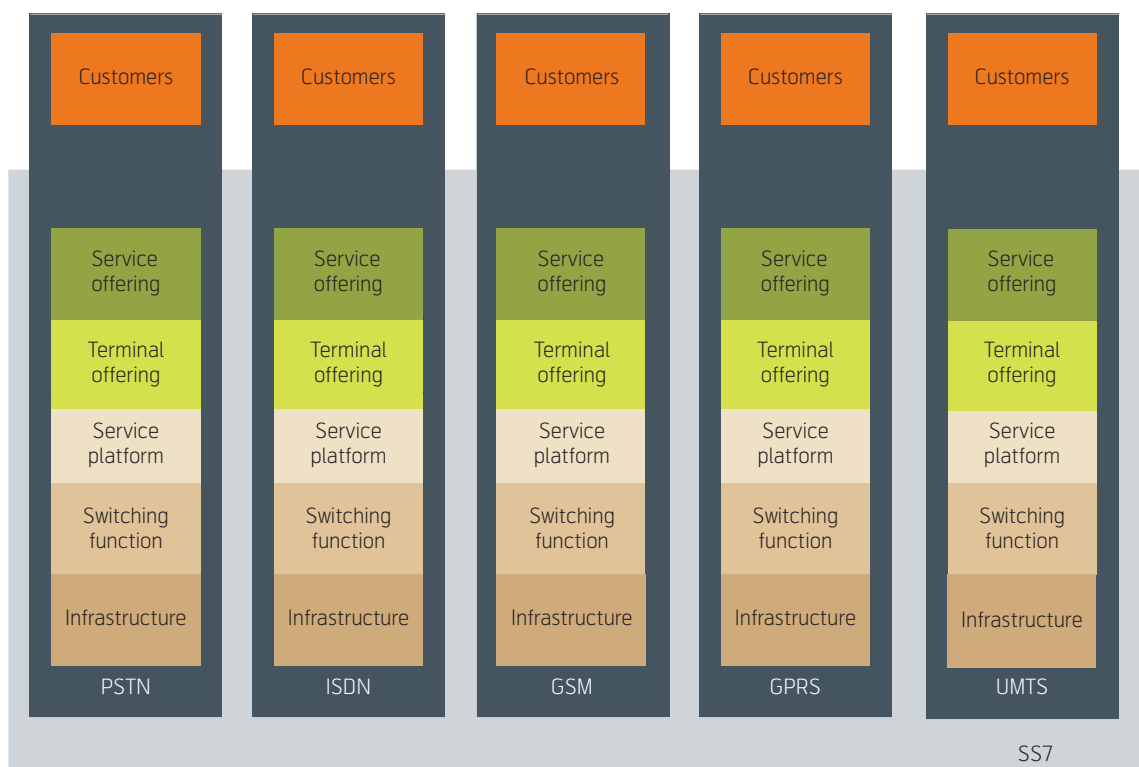 Customers
Customers
Customers
Customers
Customers
Service
offering
Service
offering
Service
offering
Service
offering
Service
offering
Terminal
offering
Terminal
offering
Terminal
offering
Terminal
offering
Terminal
offering
Service
platform
Service
platform
Service
platform
Service
platform
Service
platform
Switching
function
Switching
function
Switching
function
Switching
function
Switching
function
Infrastructure
Infrastructure
Infrastructure
Infrastructure
Infrastructure
PSTN
ISDN
GSM
GPRS
UMTS
SS7